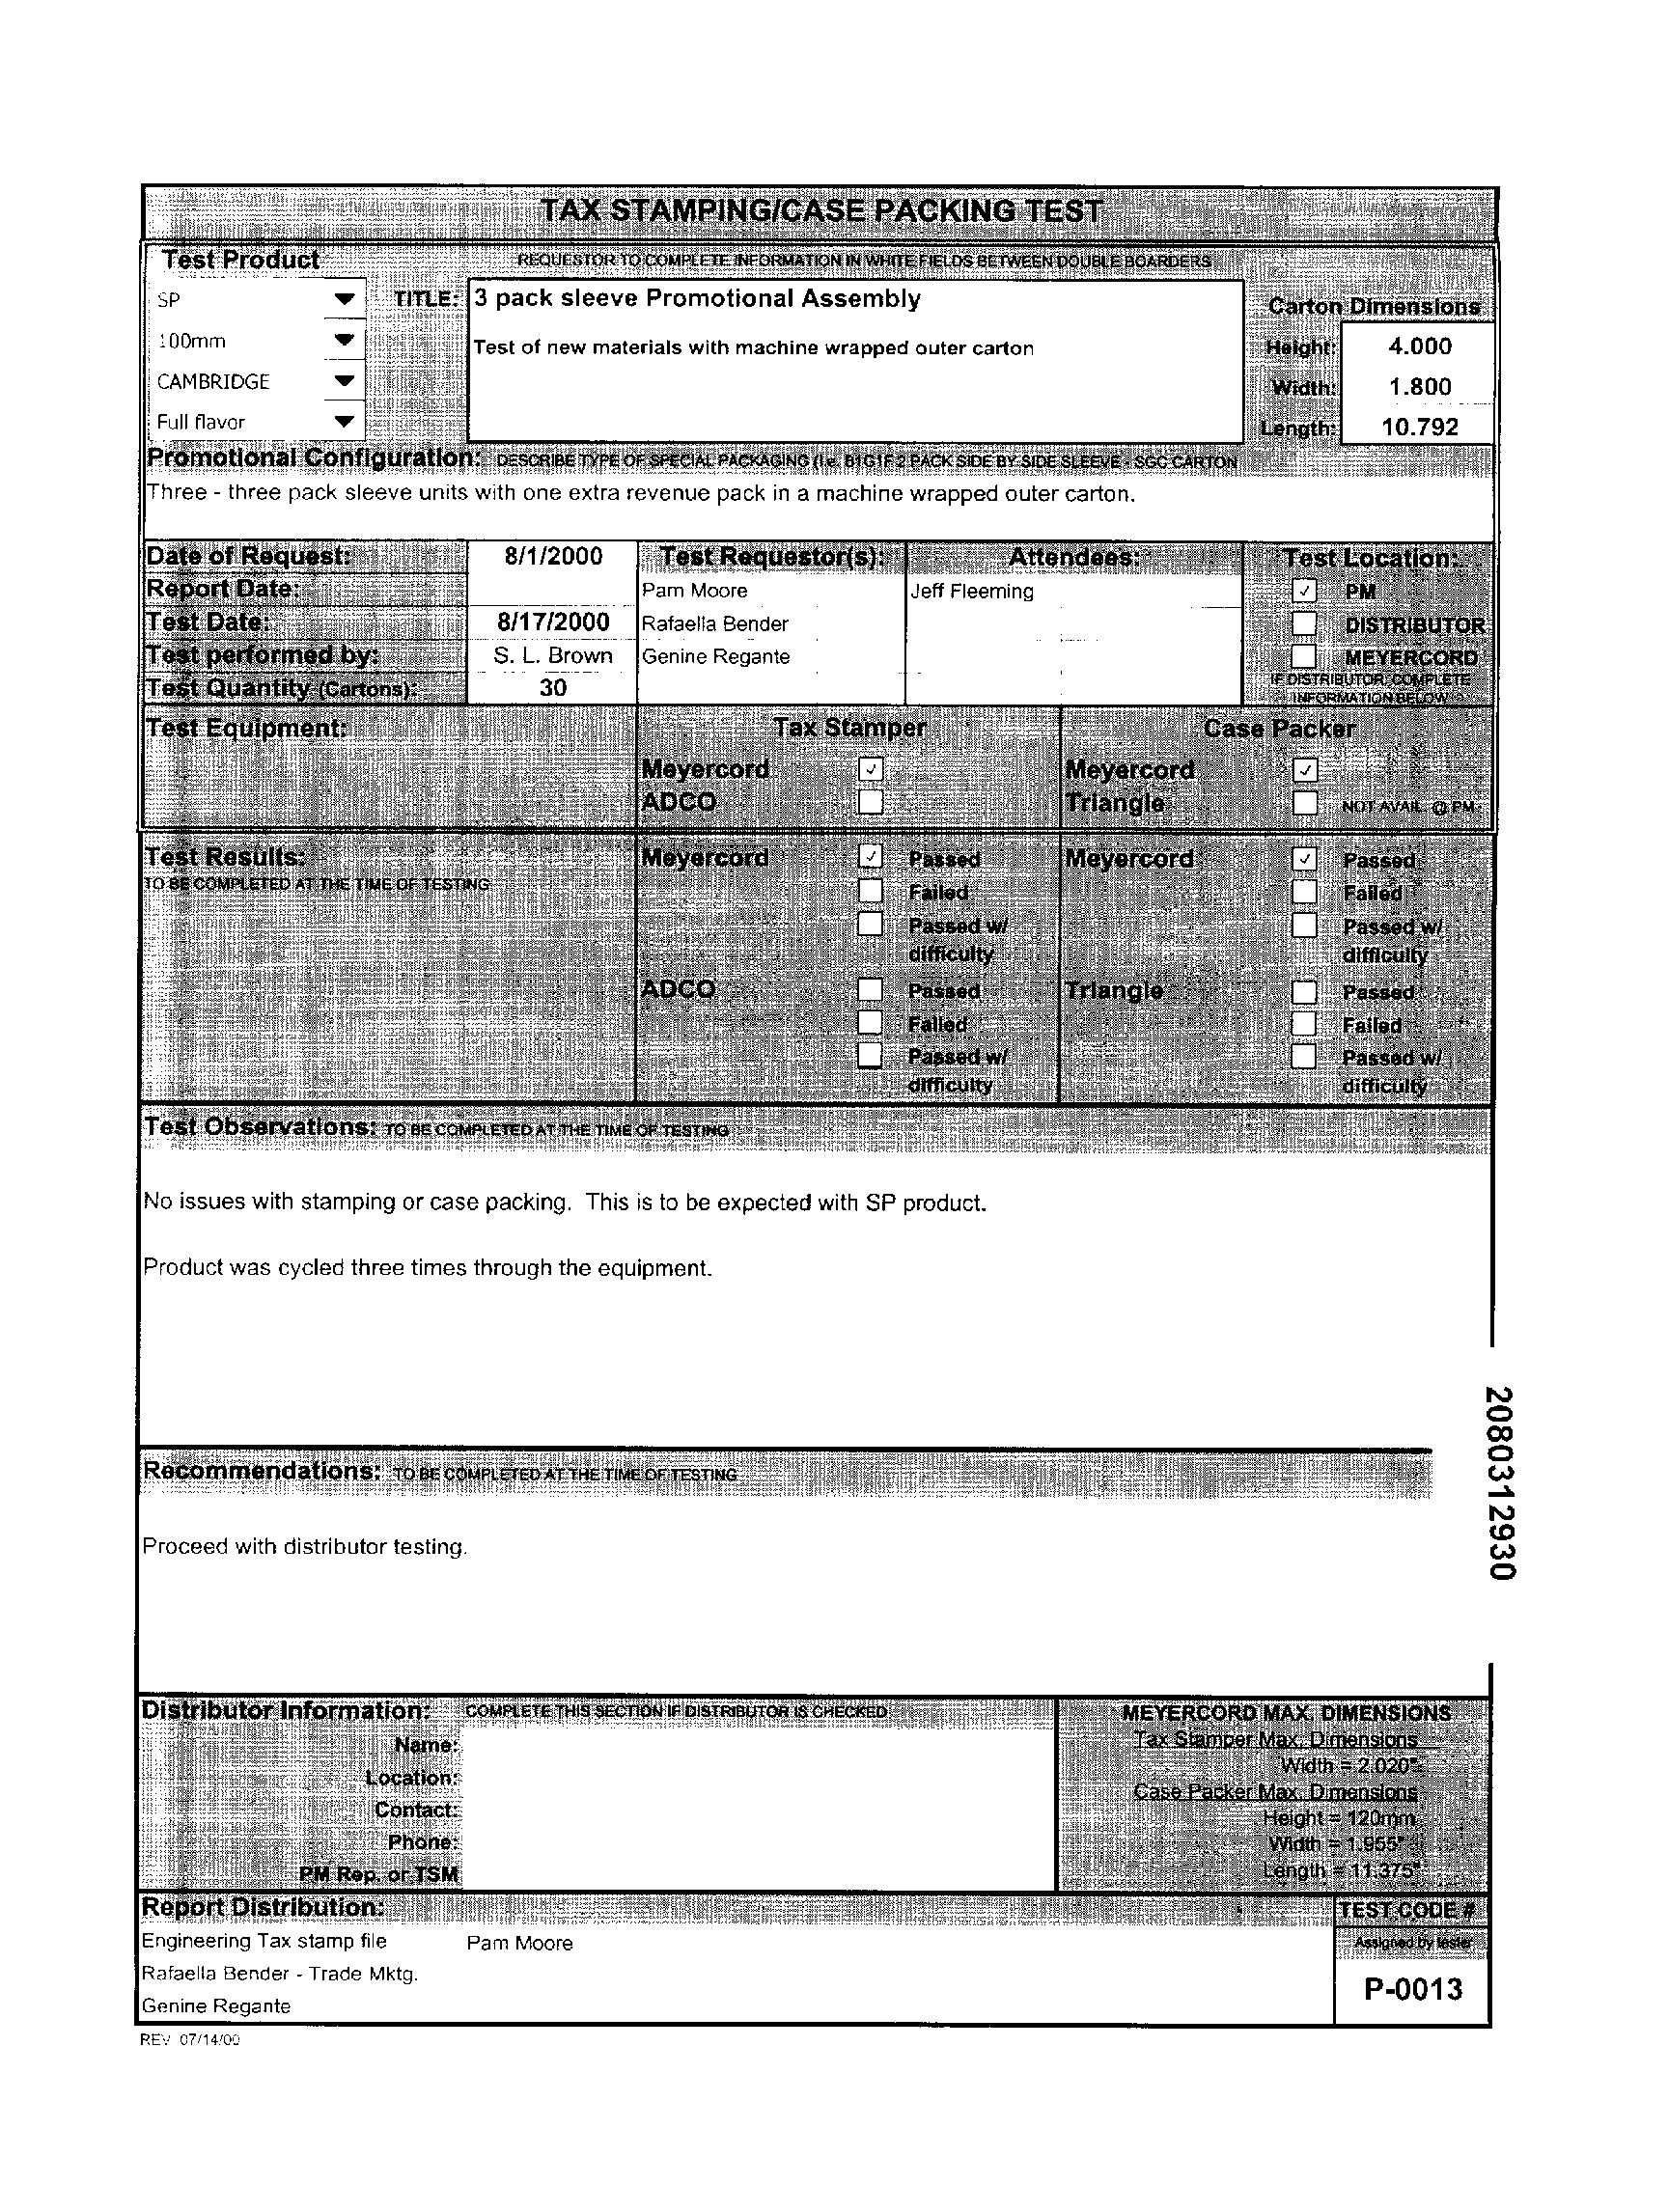 TAX STAMPING/CASE PACKING TEST
Test Product
REQUESTOR TO COMPLETE INFORMATION IN WHITE FIELDS BETWEEN DOUBLE BOARDERS
SP
100mm
CAMBRIDGE
Full flavor
TITLE: 3 pack sleeve Promotional Assembly
Test of new materials with machine wrapped outer carton
Carton Dimensions
Height: 4.000
Width: 1.800
Length: 10.792
Promotional Configuration: DESCRIBE TYPE OF SPECIAL PACKAGING (i.e. B1G1F 2 PACK SIDE BY SIDE SLEEVE - SGC CARTON
Three - three pack sleeve units with one extra revenue pack in a machine wrapped outer carton.
Date of Request: 8/1/2000
Report Date:
Test Date: 8/17/2000
Test performed by: S. L. Brown
Test Quantity (Cartons): 30
Test Requestor(s):
Pam Moore
Rafaella Bender
Genine Regante
Attendees:
Jeff Fleeming
Test Location:
✓ PM
DISTRIBUTOR
MEYERCORD
IF DISTRIBUTOR, COMPLETE
INFORMATION BELOW
Test Equipment:
Tax Stamper
Meyercord ✓
ADCO
Case Packer
Meyercord ✓
Triangle NOT AVAIL @ PM
Test Results:
TO BE COMPLETED AT THE TIME OF TESTING
Meyercord ✓ Passed
Failed
Passed w/
difficulty
ADCO Passed
Failed
Passed w/
difficulty
Meyercord ✓ Passed
Failed
Passed w/
difficulty
Triangle Passed
Failed
Passed w/
difficulty
Test Observations: TO BE COMPLETED AT THE TIME OF TESTING
No issues with stamping or case packing. This is to be expected with SP product.
Product was cycled three times through the equipment.
2080312930
Recommendations: TO BE COMPLETED AT THE TIME OF TESTING
Proceed with distributor testing.
Distributor Information: COMPLETE THIS SECTION IF DISTRIBUTOR IS CHECKED
Name:
Location:
Contact:
Phone:
PM Rep. or TSM
MEYERCORD MAX. DIMENSIONS
Tax Stamper Max. Dimensions
Width = 2.020"
Case Packer Max. Dimensions
Height = 120mm
Width = 1.955"
Length = 11.375"
Report Distribution:
Engineering Tax stamp file Pam Moore
Rafaella Bender - Trade Mktg.
Genine Regante
TEST CODE #
Assigned by tester
P-0013
REV 07/14/00